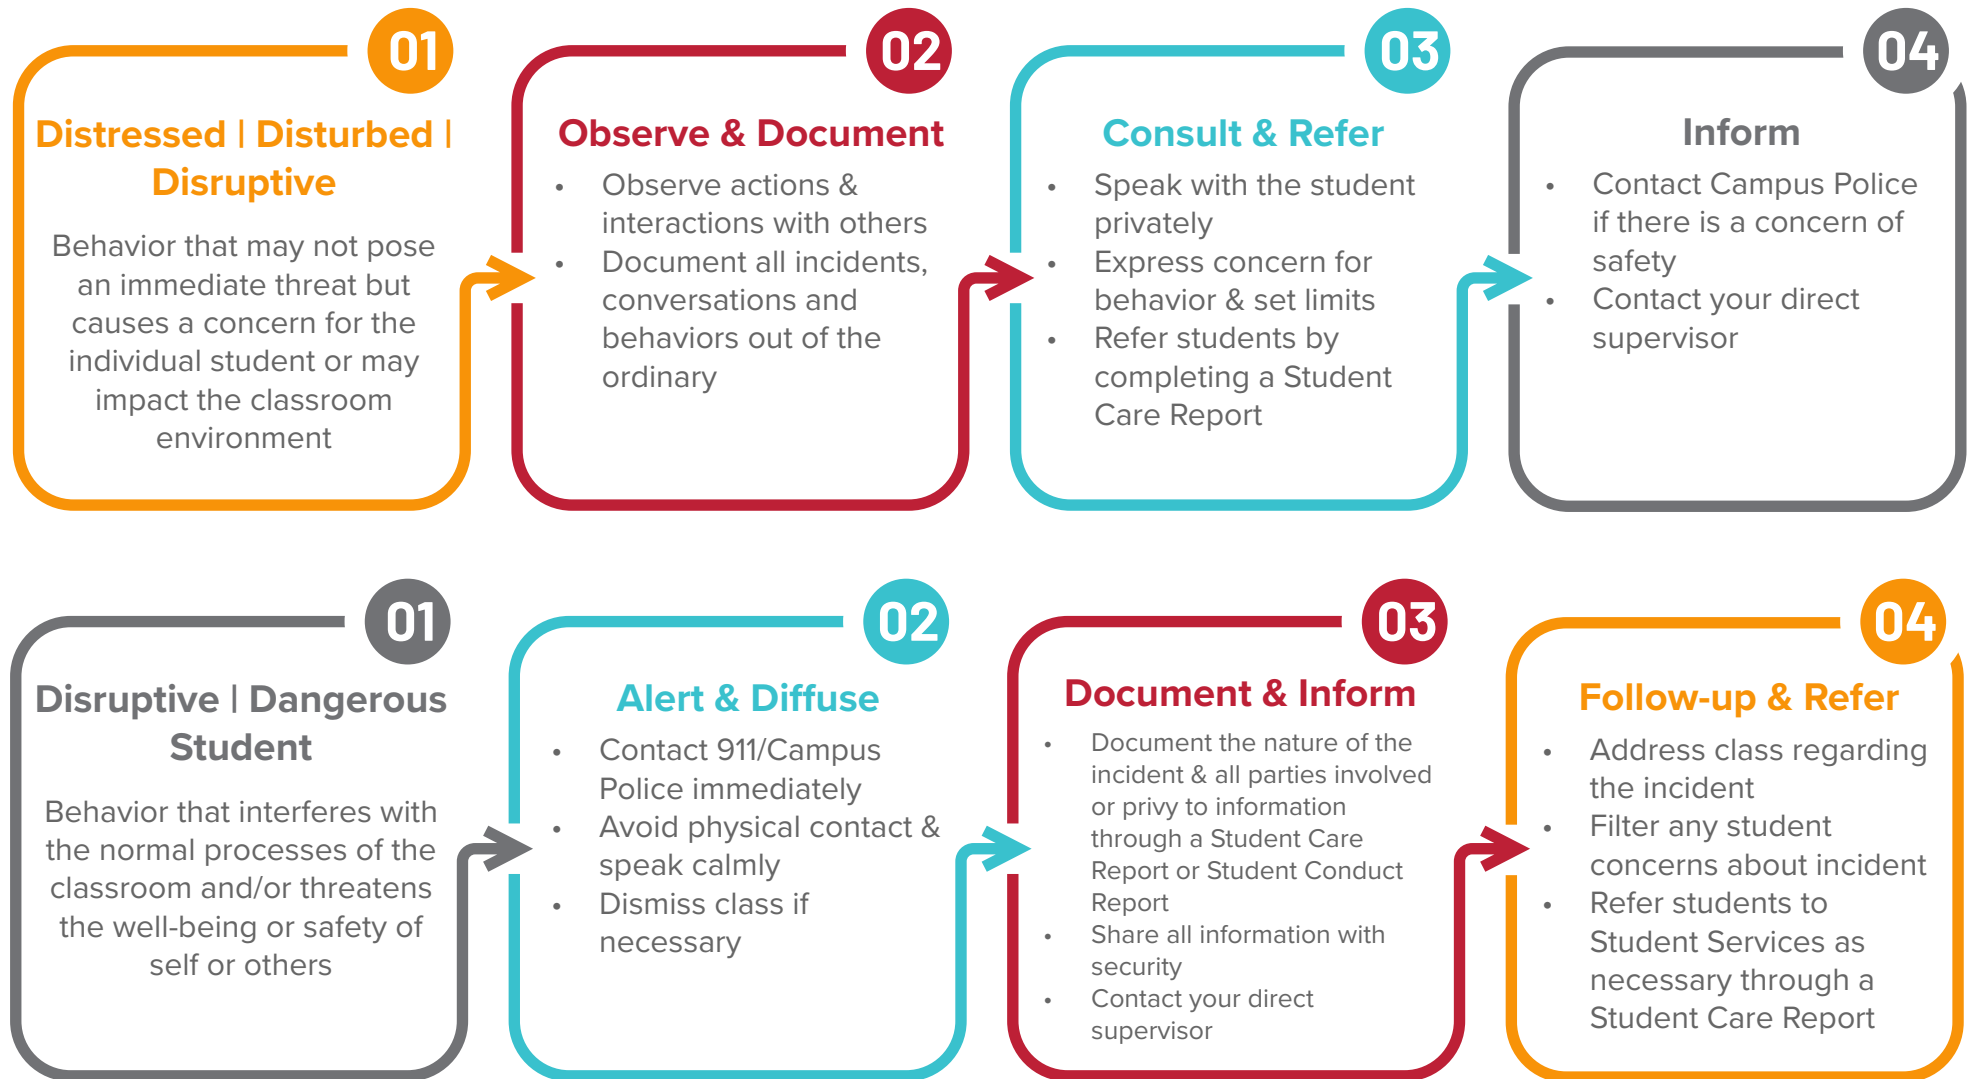 01
Distressed | Disturbed |
Disruptive
Behavior that may not pose
an immediate threat but
causes a concern for the
individual student or may
impact the classroom
environment
02
Observe & Document
• Observe actions &
interactions with others
• Document all incidents,
conversations and
behaviors out of the
ordinary
03
Consult & Refer
• Speak with the student
privately
• Express concern for
behavior & set limits
• Refer students by
completing a Student
Care Report
04
Inform
• Contact Campus Police
if there is a concern of
safety
• Contact your direct
supervisor
01
Disruptive | Dangerous
Student
Behavior that interferes with
the normal processes of the
classroom and/or threatens
the well-being or safety of
self or others
02
Alert & Diffuse
• Contact 911/Campus
Police immediately
• Avoid physical contact &
speak calmly
• Dismiss class if
necessary
03
Document & Inform
• Document the nature of the
incident & all parties involved
or privy to information
through a Student Care
Report or Student Conduct
Report
• Share all information with
security
• Contact your direct
supervisor
04
Follow-up & Refer
• Address class regarding
the incident
• Filter any student
concerns about incident
• Refer students to
Student Services as
necessary through a
Student Care Report